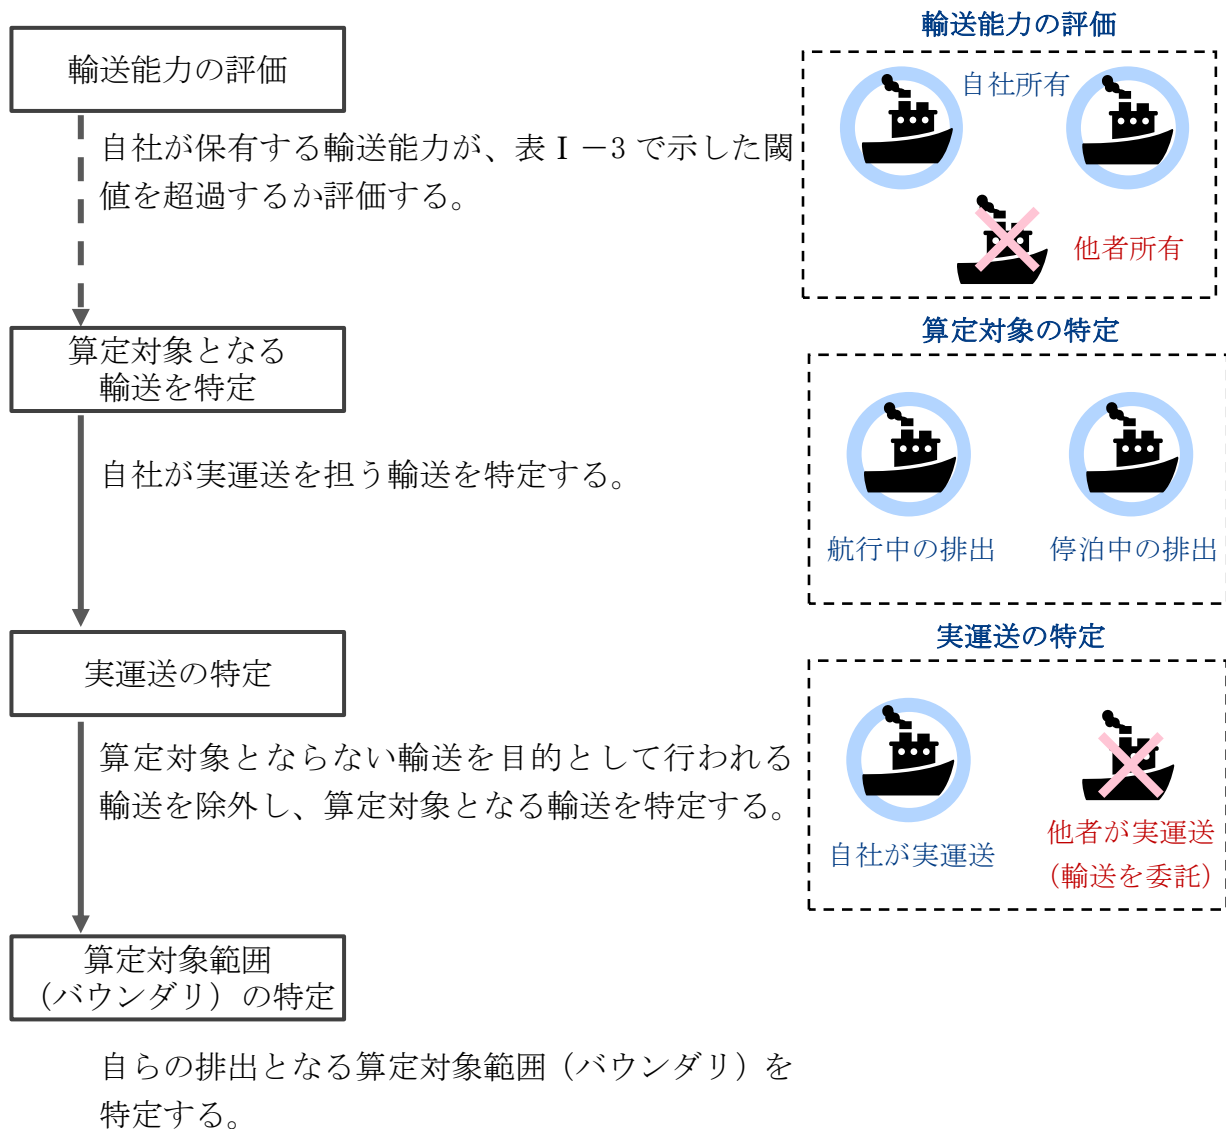 輸送能力の評価
自社が保有する輸送能力が、表Ⅰ－3で示した閾
値を超過するか評価する。
算定対象となる
輸送を特定
自社が実運送を担う輸送を特定する。
実運送の特定
算定対象とならない輸送を目的として行われる
輸送を除外し、算定対象となる輸送を特定する。
算定対象範囲
（バウンダリ）の特定
自らの排出となる算定対象範囲（バウンダリ）を
特定する。
輸送能力の評価
自社所有
他者所有
算定対象の特定
航行中の排出
停泊中の排出
実運送の特定
自社が実運送
他者が実運送
（輸送を委託）